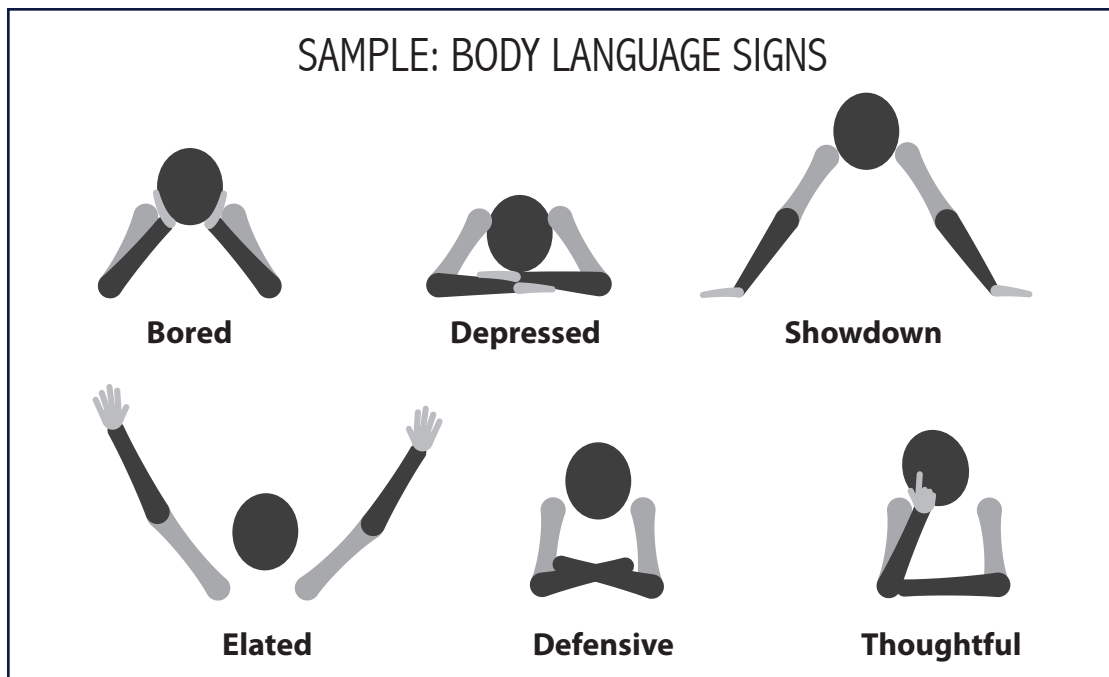 SAMPLE: BODY LANGUAGE SIGNS
Bored
Depressed
Showdown
Elated
Defensive
Thoughtful